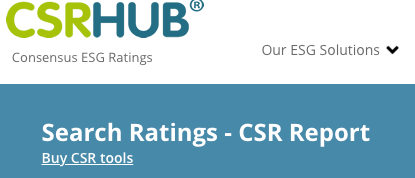 CSRHUB®
Consensus ESG Ratings
Our ESG Solutions
Search Ratings - CSR Report
Buy CSR tools